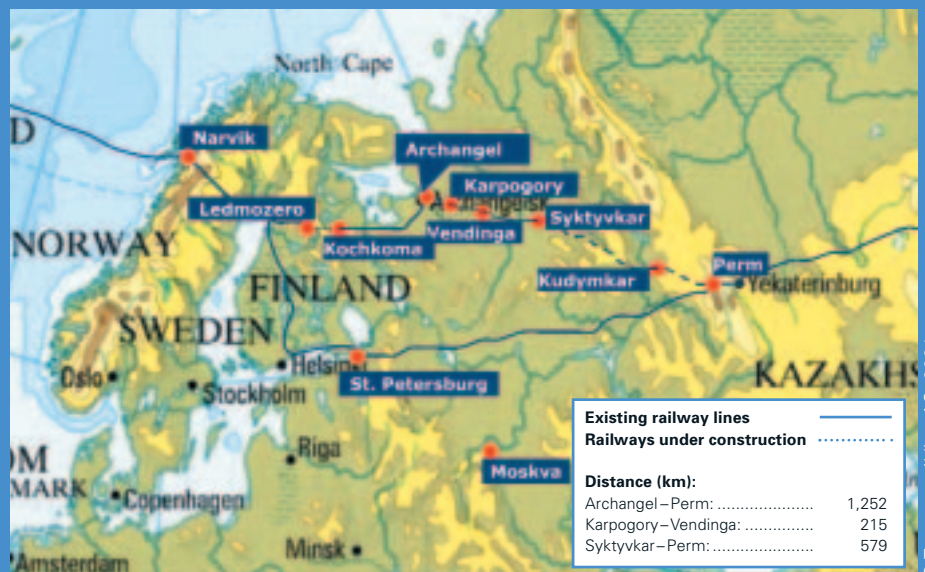 North Cape
D
Narvik
Archangel
Karpogory
Ledmozero
Syktyvkar
Vendinga
Kochkoma
NORWAY
Perm
Kudymkar
Yekaterinburg
FINLAND
SWEDEN
Helsin
Oslo
St. Petersburg
Stockholm
KAZAKHS
Riga
Moskva
OM
MARK
Copenhagen
Minsk
Amsterdam
Existing railway lines
Railways under construction
Distance (km):
Archangel–Perm: ...................... 1,252
Karpogory–Vendinga: ............... 215
Syktyvkar–Perm: ....................... 579